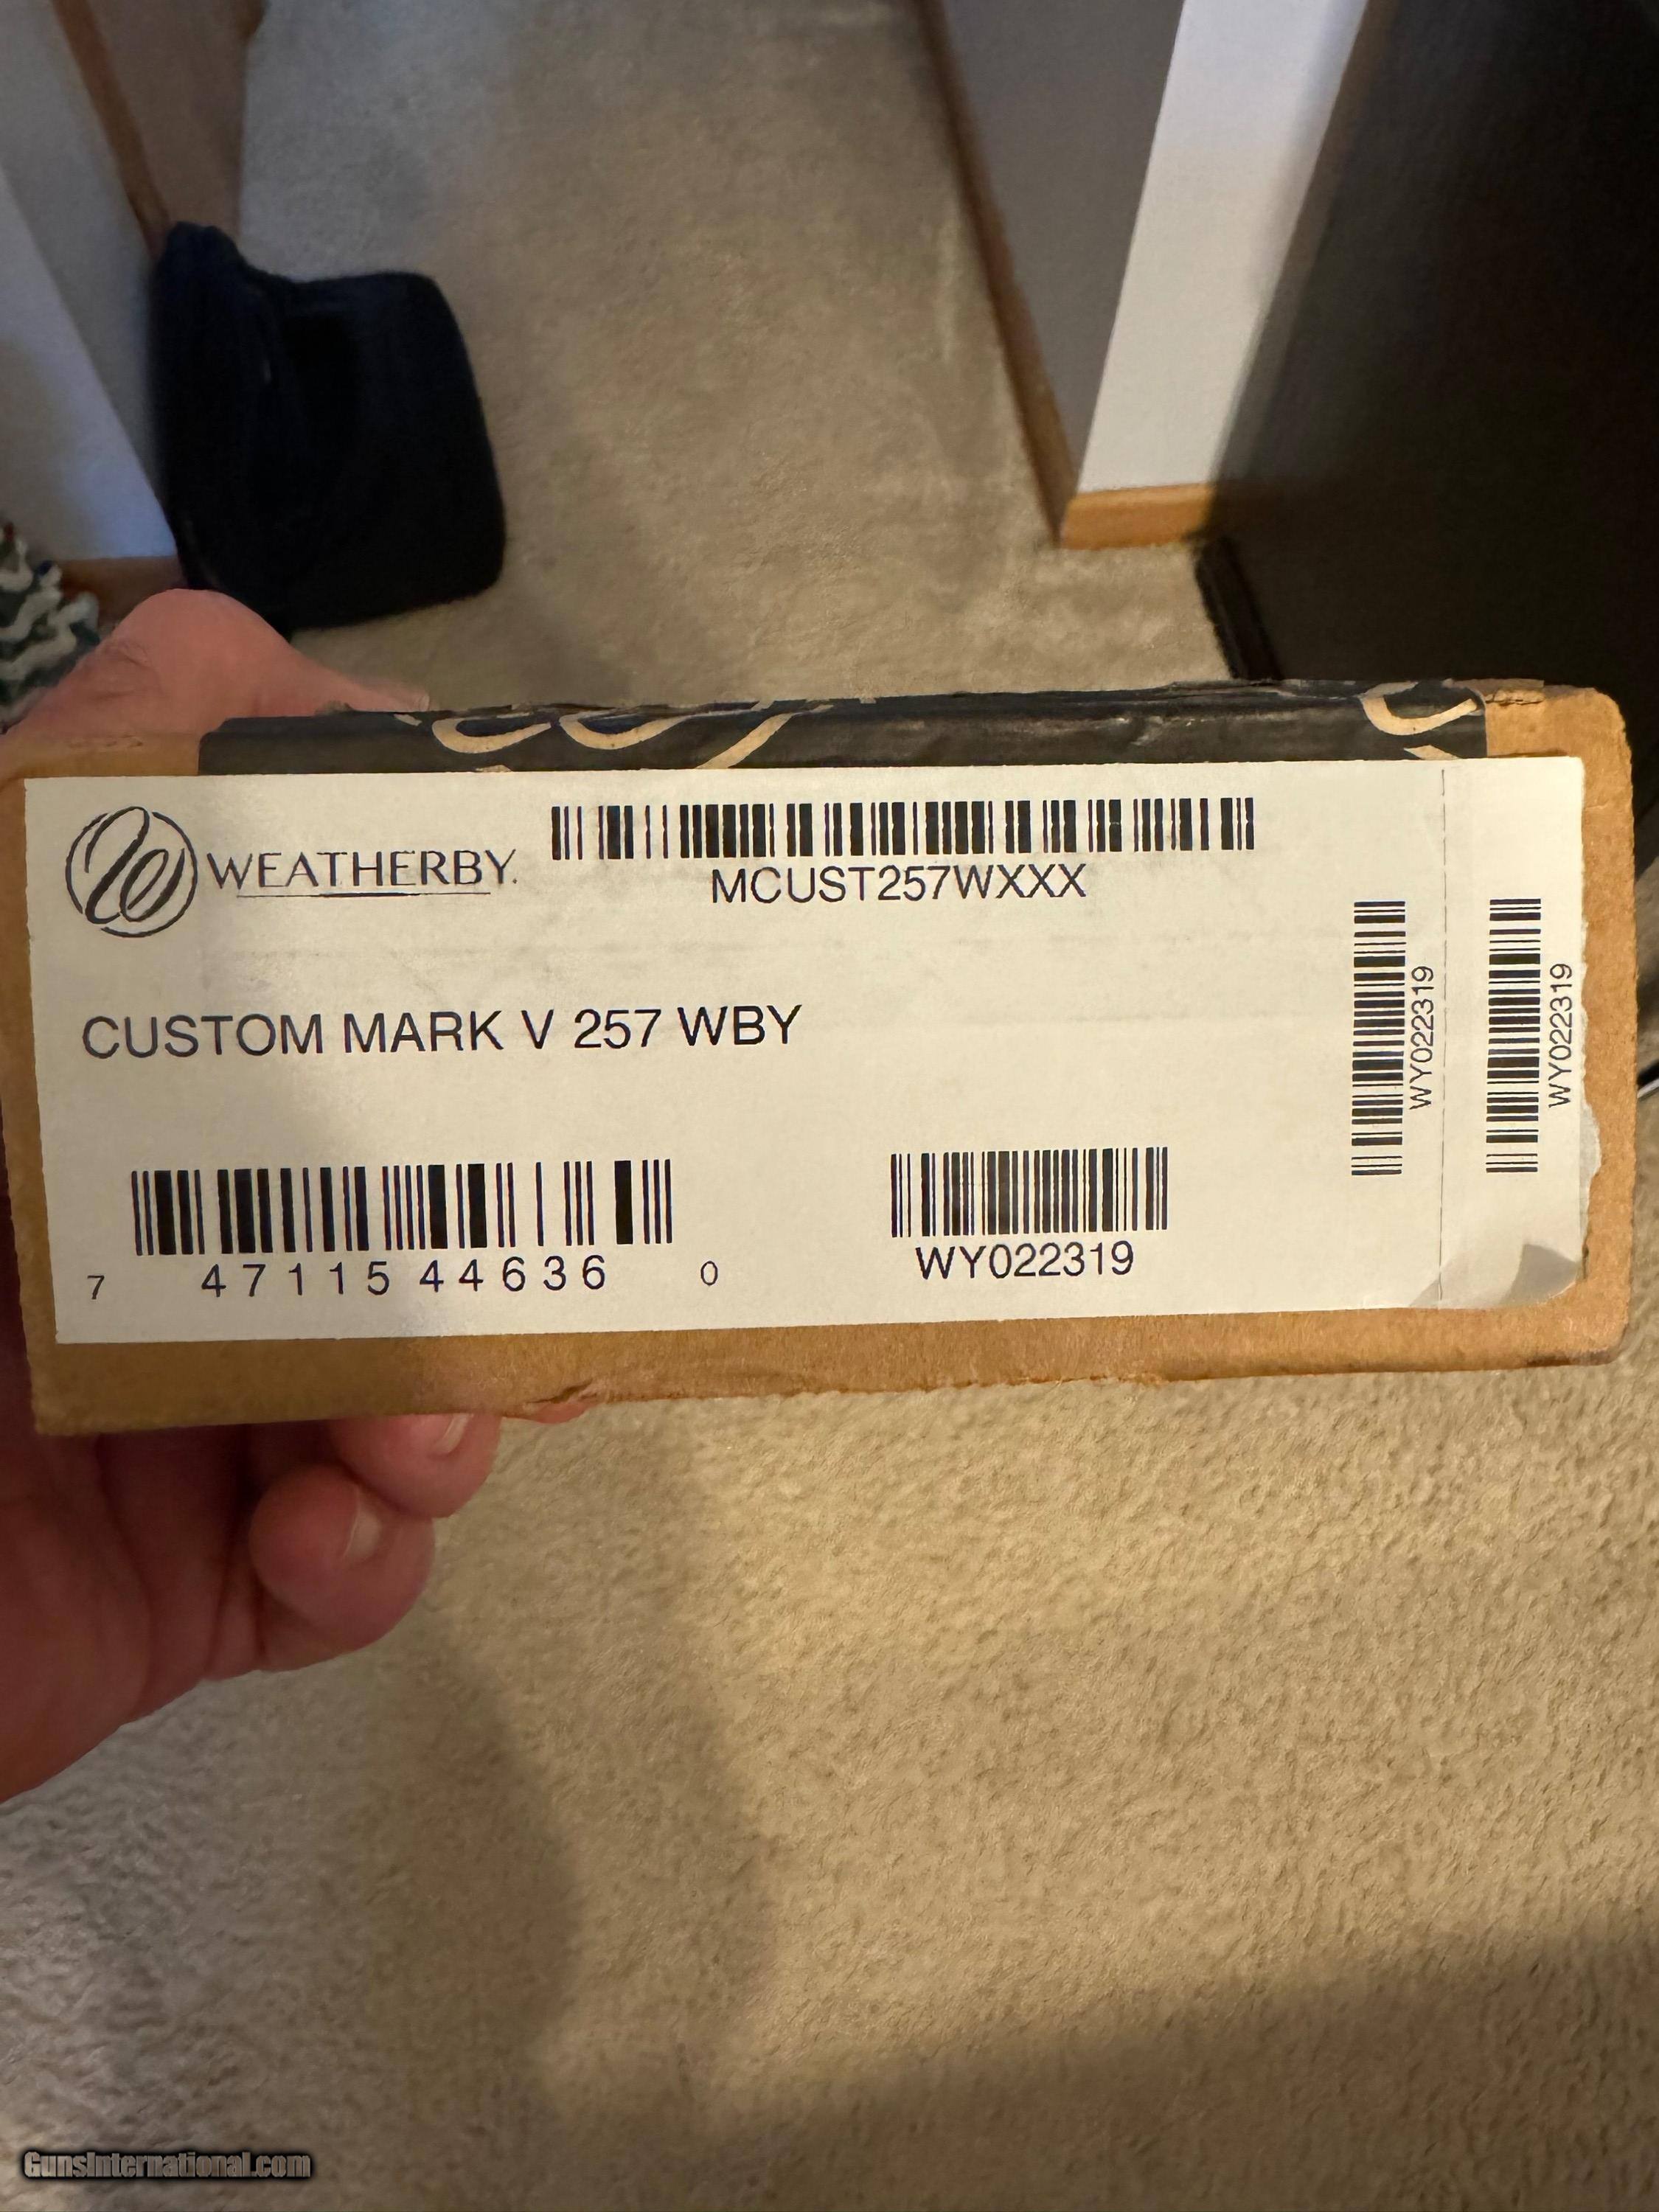 WEATHERBY.
MCUST257WXXX
CUSTOM MARK V 257 WBY
7 47115 44636 0
WY022319
WY022319
WY022319
GunsInternational.com